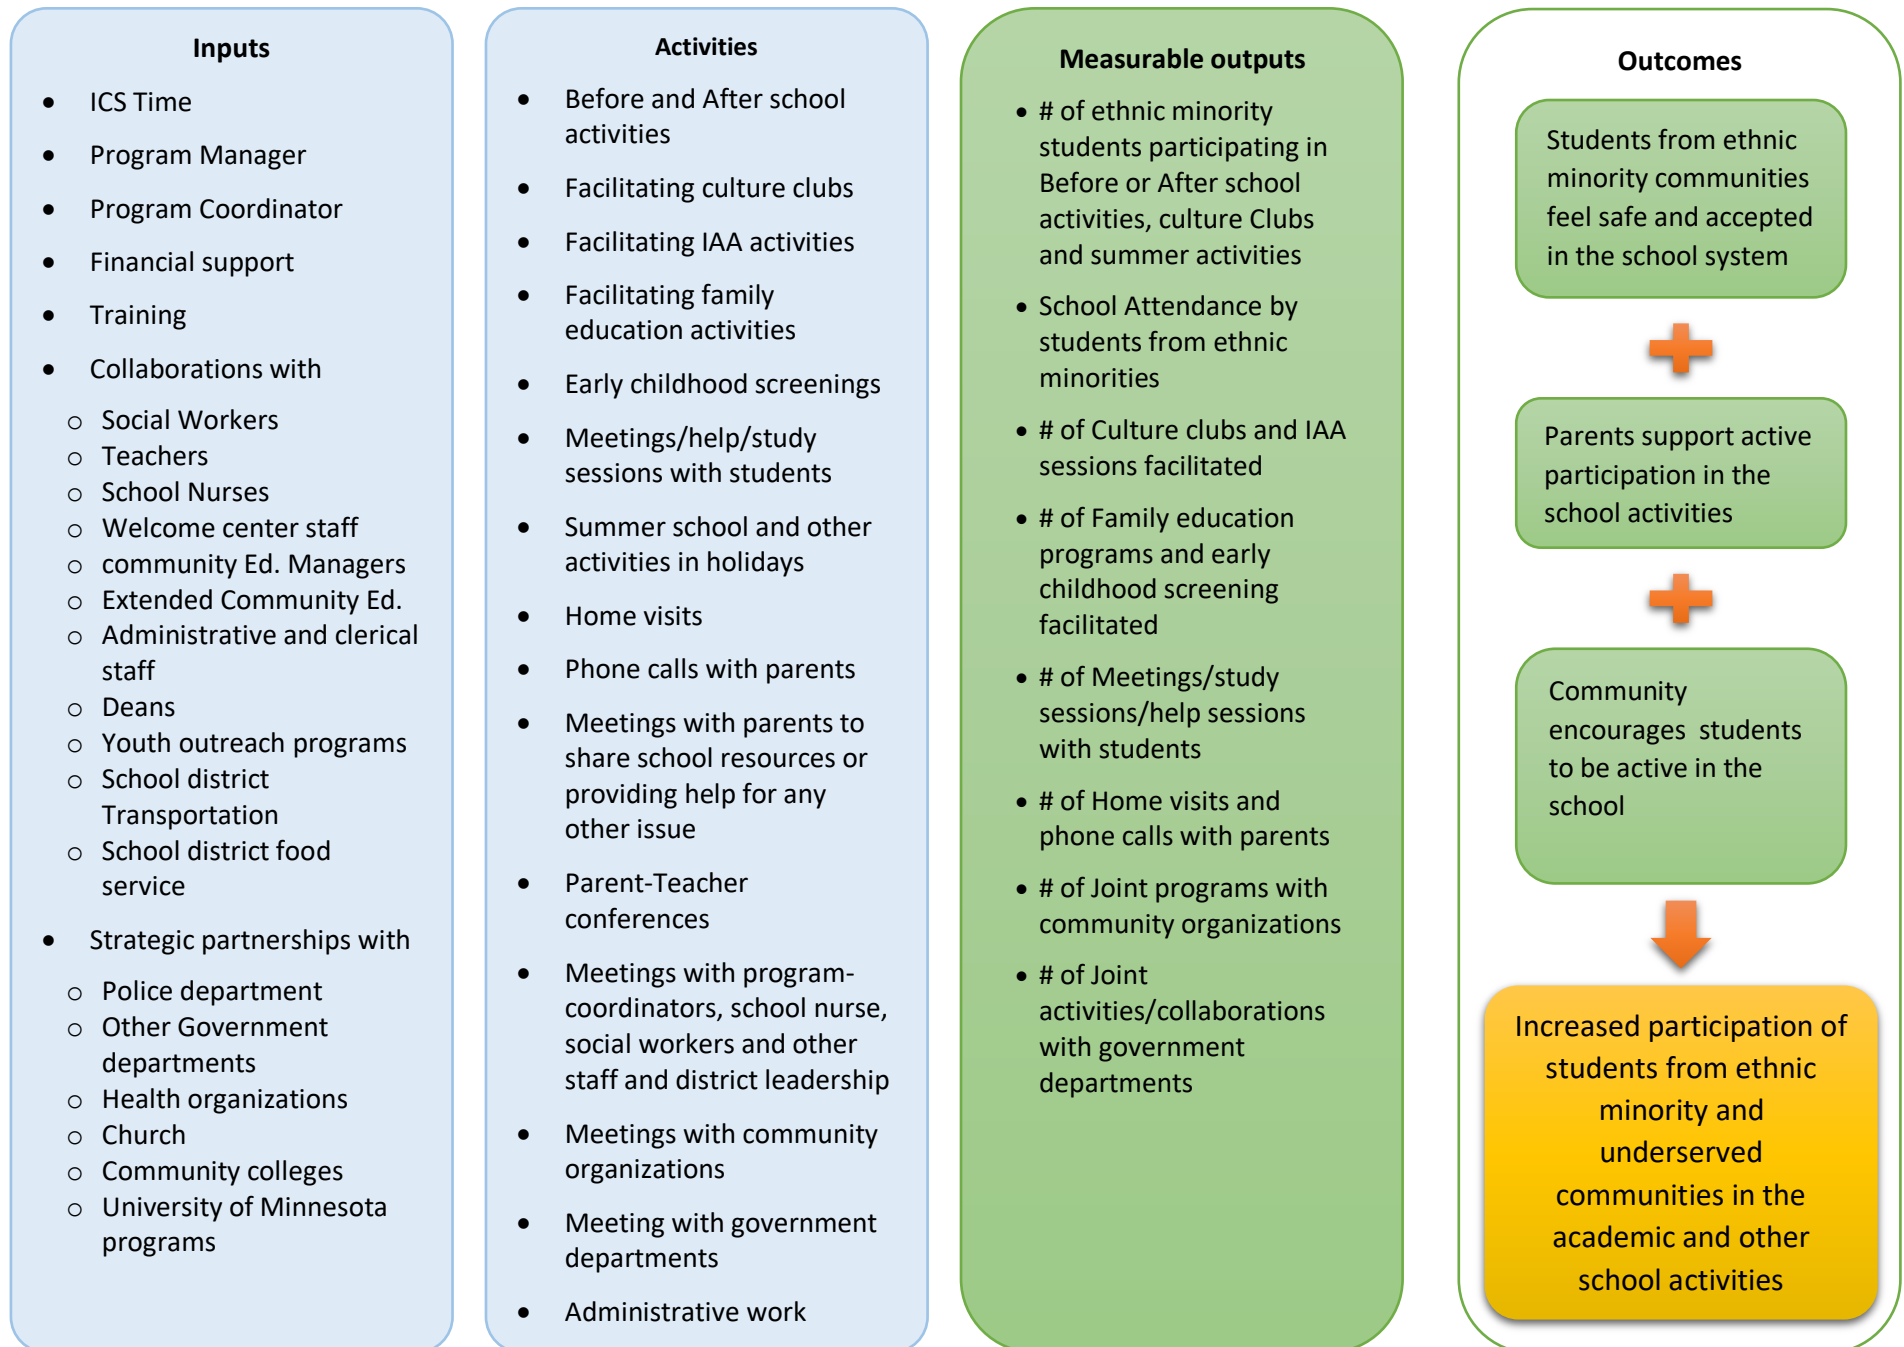 Inputs
• ICS Time
• Program Manager
• Program Coordinator
• Financial support
• Training
• Collaborations with
o Social Workers
o Teachers
o School Nurses
o Welcome center staff
o community Ed. Managers
o Extended Community Ed.
o Administrative and clerical
staff
o Deans
o Youth outreach programs
o School district
Transportation
o School district food
service
• Strategic partnerships with
o Police department
o Other Government
departments
o Health organizations
o Church
o Community colleges
o University of Minnesota
programs
Activities
• Before and After school
activities
• Facilitating culture clubs
• Facilitating IAA activities
• Facilitating family
education activities
• Early childhood screenings
• Meetings/help/study
sessions with students
• Summer school and other
activities in holidays
• Home visits
• Phone calls with parents
• Meetings with parents to
share school resources or
providing help for any
other issue
• Parent-Teacher
conferences
• Meetings with program-
coordinators, school nurse,
social workers and other
staff and district leadership
• Meetings with community
organizations
• Meeting with government
departments
• Administrative work
Measurable outputs
• # of ethnic minority
students participating in
Before or After school
activities, culture Clubs
and summer activities
• School Attendance by
students from ethnic
minorities
• # of Culture clubs and IAA
sessions facilitated
• # of Family education
programs and early
childhood screening
facilitated
• # of Meetings/study
sessions/help sessions
with students
• # of Home visits and
phone calls with parents
• # of Joint programs with
community organizations
• # of Joint
activities/collaborations
with government
departments
Outcomes
Students from ethnic
minority communities
feel safe and accepted
in the school system
Parents support active
participation in the
school activities
Community
encourages students
to be active in the
school
Increased participation of
students from ethnic
minority and
underserved
communities in the
academic and other
school activities